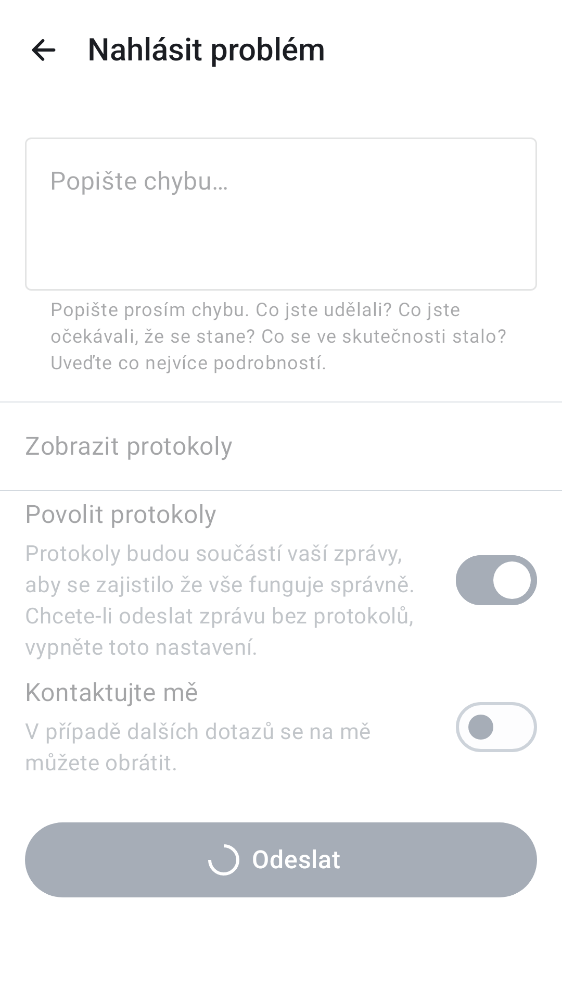 Nahlásit problém
Popište chybu…
Popište prosím chybu. Co jste udělali? Co jste
očekávali, že se stane? Co se ve skutečnosti stalo?
Uveďte co nejvíce podrobností.
Zobrazit protokoly
Povolit protokoly
Protokoly budou součástí vaší zprávy,
aby se zajistilo že vše funguje správně.
Chcete-li odeslat zprávu bez protokolů,
vypněte toto nastavení.
Kontaktujte mě
V případě dalších dotazů se na mě
můžete obrátit.
Odeslat